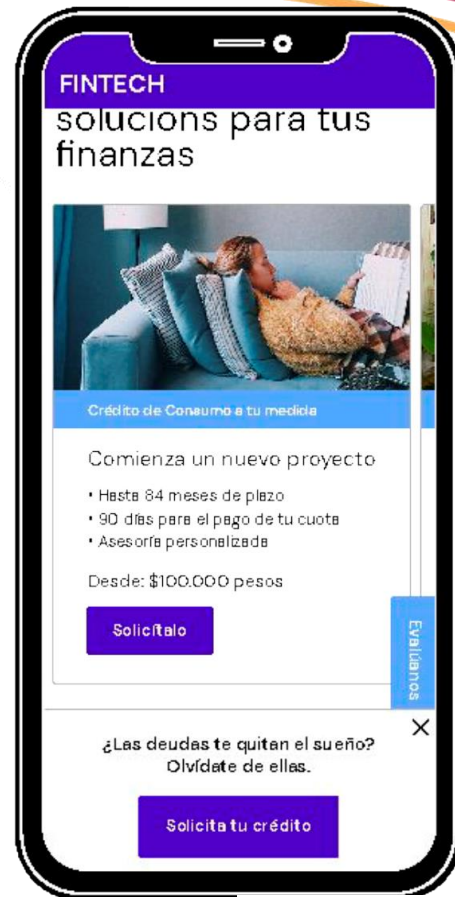 FINTECH
solucions para tus
finanzas
Crédito de Consumo a tu medida
Comienza un nuevo proyecto
• Hasta 84 meses de plazo
• 90 días para el pago de tu cuota
• Asesoría personalizada
Desde: $100.000 pesos
Solicítalo
Evalúanos
¿Las deudas te quitan el sueño?
Olvídate de ellas.
Solicita tu crédito